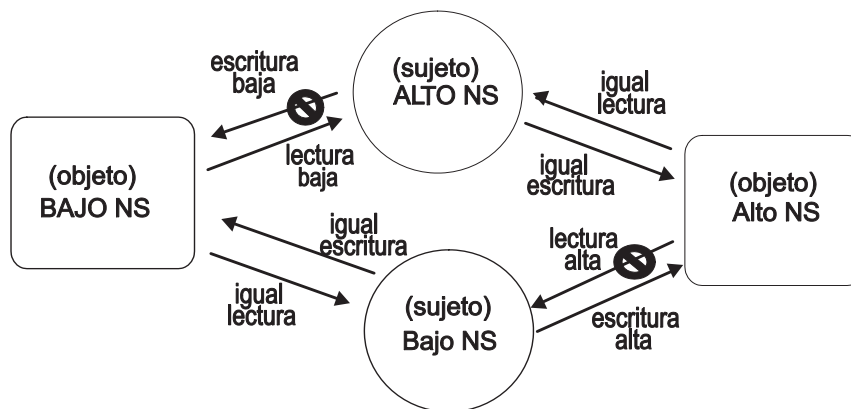 escritura
baja
(sujeto)
ALTO NS
igual
lectura
lectura
baja
igual
escritura
(objeto)
BAJO NS
(objeto)
Alto NS
igual
escritura
lectura
alta
igual
lectura
(sujeto)
Bajo NS
escritura
alta